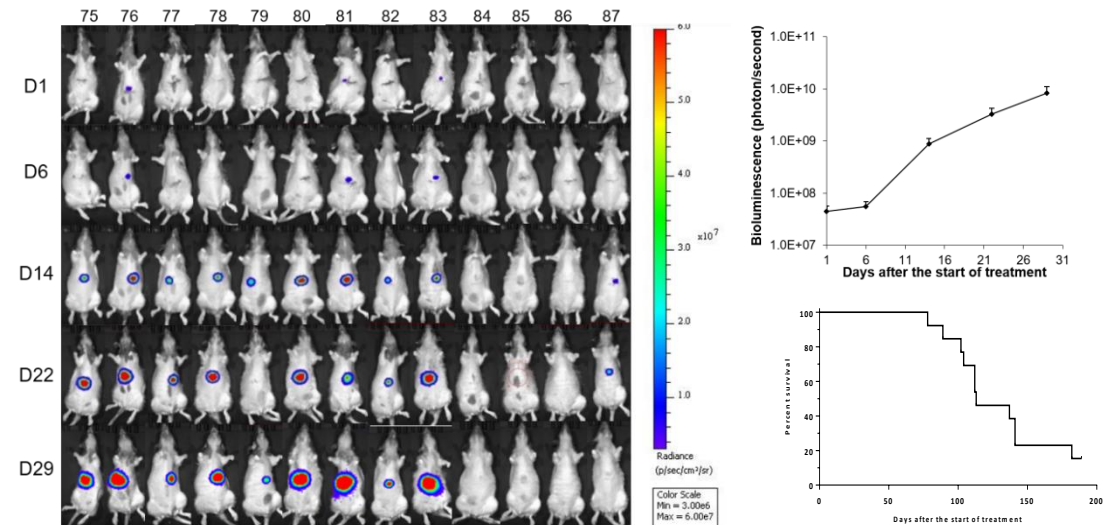 75 76 77 78 79 80 81 82 83 84 85 86 87
D1
D6
D14
D22
D29
6.0
5.0
4.0
x10⁷
3.0
2.0
1.0
Radiance
(p/sec/cm²/sr)
Color Scale
Min = 3.00e6
Max = 6.00e7
Bioluminescence (photon/second)
1.0E+11
1.0E+10
1.0E+09
1.0E+08
1.0E+07
1 6 11 16 21 26 31
Days after the start of treatment
Percent survival
100
80
60
40
20
0
0 50 100 150 200
Days after the start of treatment